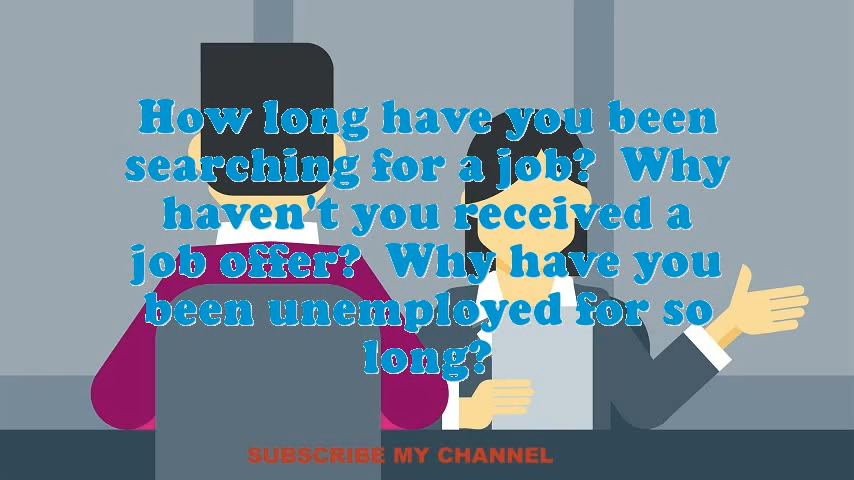 How long have you been
searching for a job? Why
haven't you received a
job offer? Why have you
been unemployed for so
long?
SUBSCRIBE MY CHANNEL